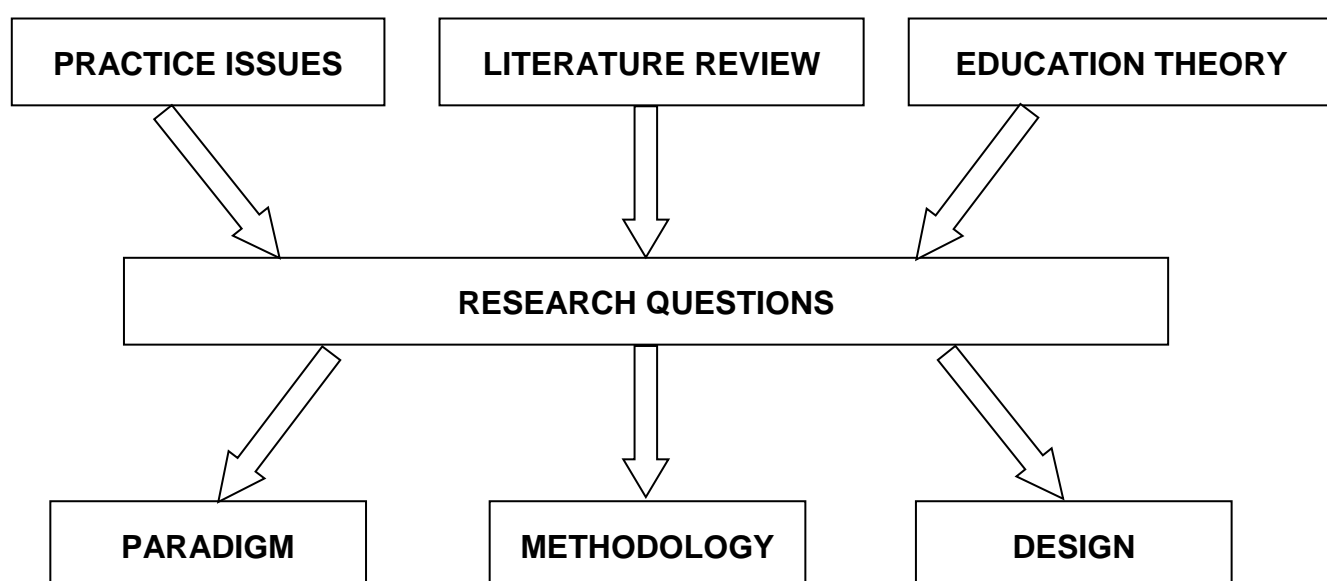 PRACTICE ISSUES
LITERATURE REVIEW
EDUCATION THEORY
RESEARCH QUESTIONS
PARADIGM
METHODOLOGY
DESIGN